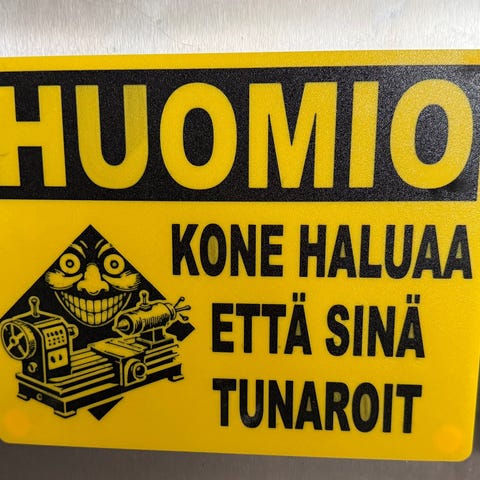 HUOMIO
KONE HALUAA
ETTÄ SINÄ
TUNAROIT